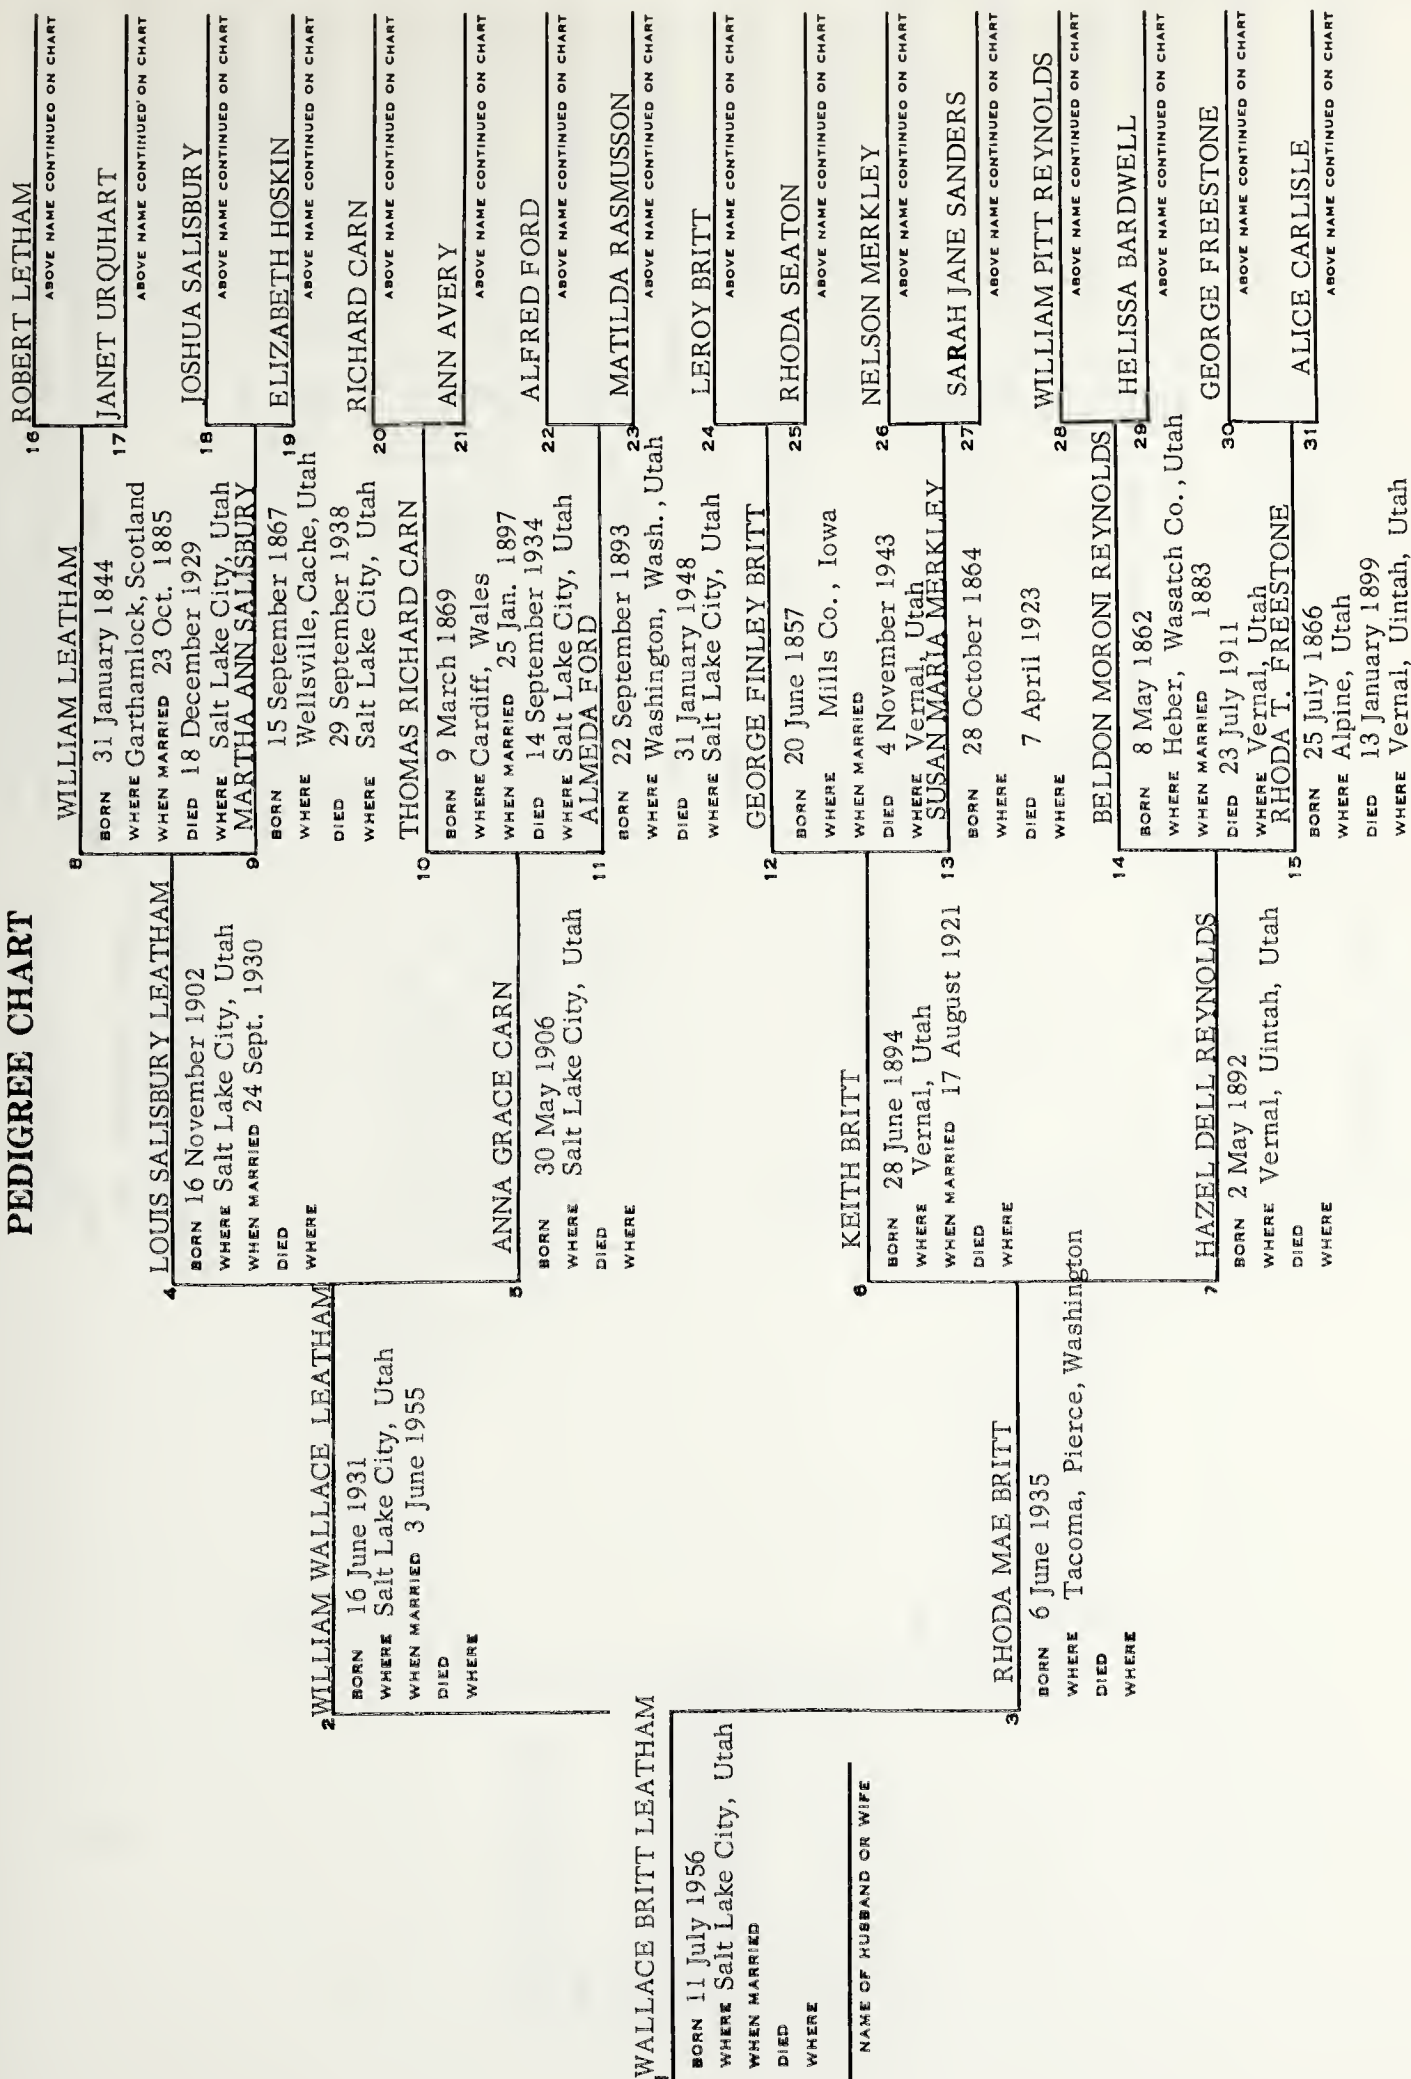 PEDIGREE CHART
WALLACE BRITT LEATHAM
BORN 11 July 1956
WHERE Salt Lake City, Utah
WHEN MARRIED
DIED
WHERE
NAME OF HUSBAND OR WIFE
2 WILLIAM WALLACE LEATHAM
BORN 16 June 1931
WHERE Salt Lake City, Utah
WHEN MARRIED 3 June 1955
DIED
WHERE
3 RHODA MAE BRITT
BORN 6 June 1935
WHERE Tacoma, Pierce, Washington
DIED
WHERE
4 LOUIS SALISBURY LEATHAM
BORN 16 November 1902
WHERE Salt Lake City, Utah
WHEN MARRIED 24 Sept. 1930
DIED
WHERE
5 ANNA GRACE CARN
BORN 30 May 1906
WHERE Salt Lake City, Utah
DIED
WHERE
6 KEITH BRITT
BORN 28 June 1894
WHERE Vernal, Utah
WHEN MARRIED 17 August 1921
DIED
WHERE
7 HAZEL DELL REYNOLDS
BORN 2 May 1892
WHERE Vernal, Uintah, Utah
DIED
WHERE
8 WILLIAM LEATHAM
BORN 31 January 1844
WHERE Garthamlock, Scotland
WHEN MARRIED 23 Oct. 1885
DIED 18 December 1929
WHERE Salt Lake City, Utah
9 MARTHA ANN SALISBURY
BORN 15 September 1867
WHERE Wellsville, Cache, Utah
DIED 29 September 1938
WHERE Salt Lake City, Utah
10 THOMAS RICHARD CARN
BORN 9 March 1869
WHERE Cardiff, Wales
WHEN MARRIED 25 Jan. 1897
DIED 14 September 1934
WHERE Salt Lake City, Utah
11 ALMEDA FORD
BORN 22 September 1893
WHERE Washington, Wash., Utah
DIED 31 January 1948
WHERE Salt Lake City, Utah
12 GEORGE FINLEY BRITT
BORN 20 June 1857
WHERE Mills Co., Iowa
WHEN MARRIED
DIED 4 November 1943
WHERE Vernal, Utah
13 SUSAN MARIA MERKLEY
BORN 28 October 1864
WHERE
DIED 7 April 1923
WHERE
14 BELDON MORONI REYNOLDS
BORN 8 May 1862
WHERE Heber, Wasatch Co., Utah
WHEN MARRIED 1883
DIED 23 July 1911
WHERE Vernal, Utah
15 RHODA T. FREESTONE
BORN 25 July 1866
WHERE Alpine, Utah
DIED 13 January 1899
WHERE Vernal, Uintah, Utah
16 ROBERT LETHAM
ABOVE NAME CONTINUED ON CHART
17 JANET URQUHART
ABOVE NAME CONTINUED ON CHART
18 JOSHUA SALISBURY
ABOVE NAME CONTINUED ON CHART
19 ELIZABETH HOSKIN
ABOVE NAME CONTINUED ON CHART
20 RICHARD CARN
ABOVE NAME CONTINUED ON CHART
21 ANN AVERY
ABOVE NAME CONTINUED ON CHART
22 ALFRED FORD
ABOVE NAME CONTINUED ON CHART
23 MATILDA RASMUSSON
ABOVE NAME CONTINUED ON CHART
24 LEROY BRITT
ABOVE NAME CONTINUED ON CHART
25 RHODA SEATON
ABOVE NAME CONTINUED ON CHART
26 NELSON MERKLEY
ABOVE NAME CONTINUED ON CHART
27 SARAH JANE SANDERS
ABOVE NAME CONTINUED ON CHART
28 WILLIAM PITT REYNOLDS
ABOVE NAME CONTINUED ON CHART
29 HELISSA BARDWELL
ABOVE NAME CONTINUED ON CHART
30 GEORGE FREESTONE
ABOVE NAME CONTINUED ON CHART
31 ALICE CARLISLE
ABOVE NAME CONTINUED ON CHART